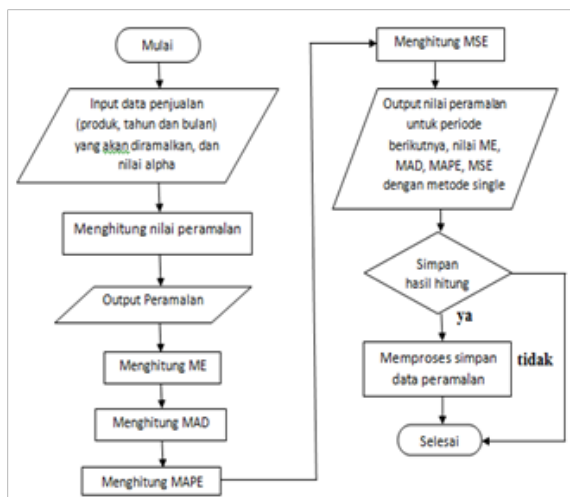 Mulai
Input data penjualan
(produk, tahun dan bulan)
yang akan diramalkan, dan
nilai alpha
Menghitung nilai peramalan
Output Peramalan
Menghitung ME
Menghitung MAD
Menghitung MAPE
Menghitung MSE
Output nilai peramalan
untuk periode
berikutnya, nilai ME,
MAD, MAPE, MSE
dengan metode single
Simpan
hasil hitung
ya
tidak
Memproses simpan
data peramalan
Selesai